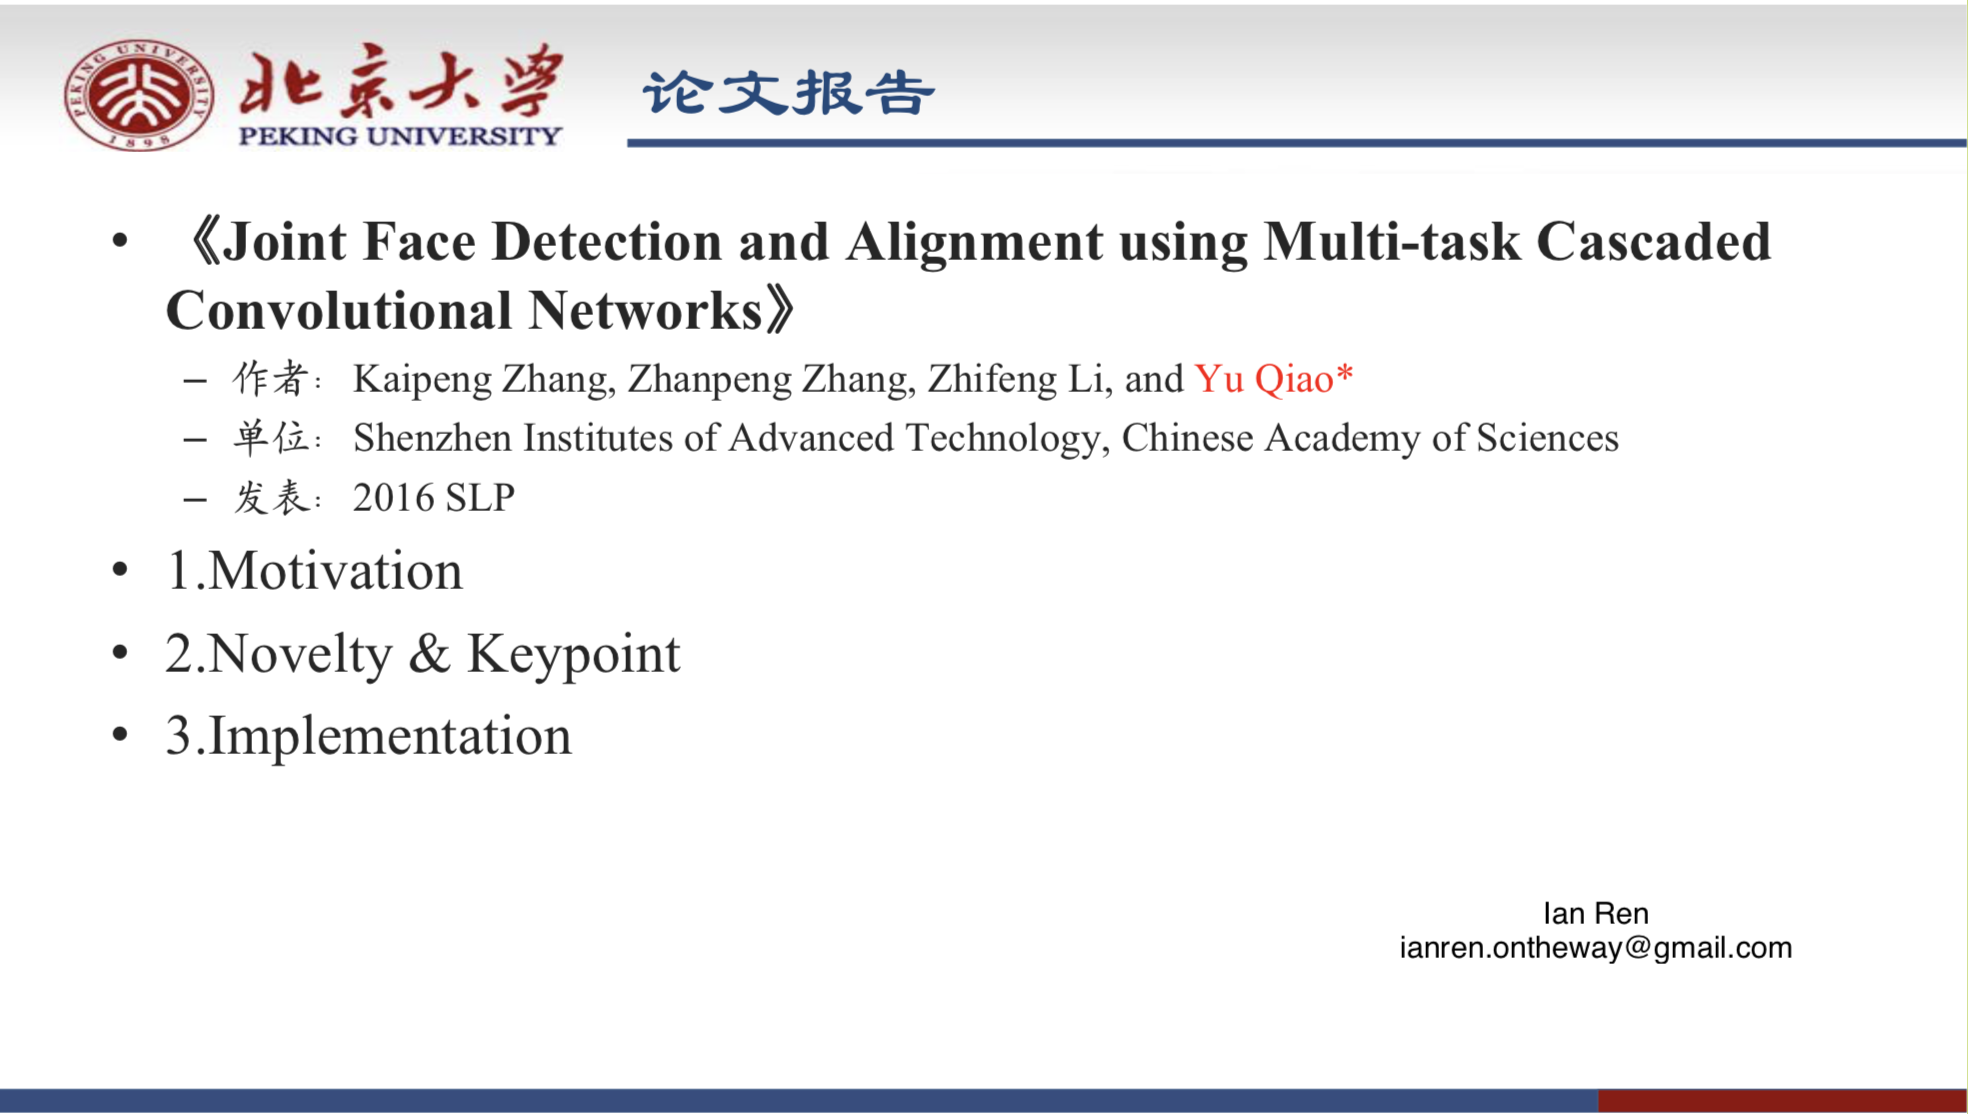 PEKING UNIVERSITY
1898
北京大学
PEKING UNIVERSITY
论文报告
• 《Joint Face Detection and Alignment using Multi-task Cascaded
Convolutional Networks》
– 作者： Kaipeng Zhang, Zhanpeng Zhang, Zhifeng Li, and Yu Qiao*
– 单位： Shenzhen Institutes of Advanced Technology, Chinese Academy of Sciences
– 发表： 2016 SLP
• 1.Motivation
• 2.Novelty & Keypoint
• 3.Implementation
Ian Ren
ianren.ontheway@gmail.com